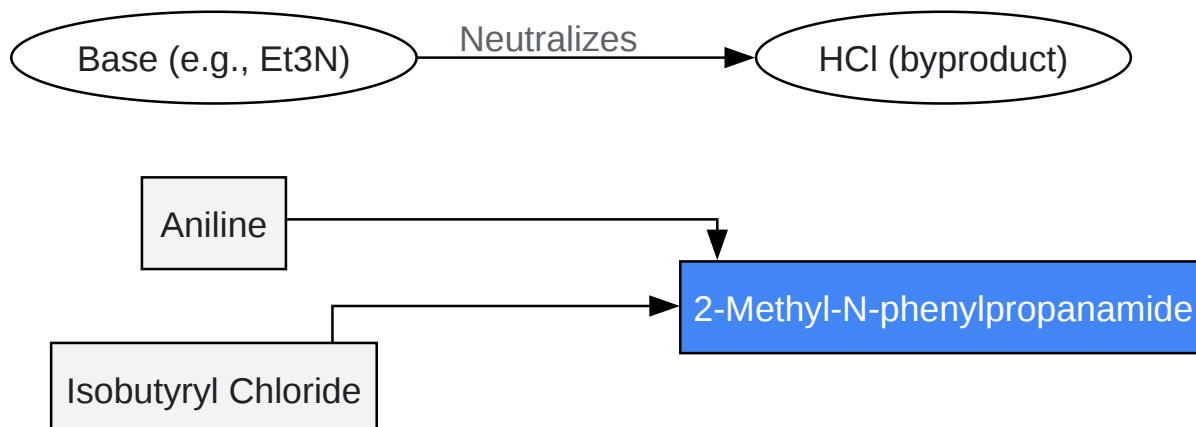 Base (e.g., Et3N)
Neutralizes
HCl (byproduct)
Aniline
2-Methyl-N-phenylpropanamide
Isobutyryl Chloride